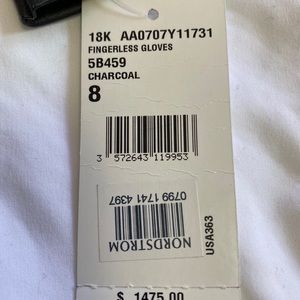 18K AA0707Y11731
FINGERLESS GLOVES
5B459
CHARCOAL
8
3 572643 119953
0799 1741 4397
NORDSTROM
USA363
$ 1475.00